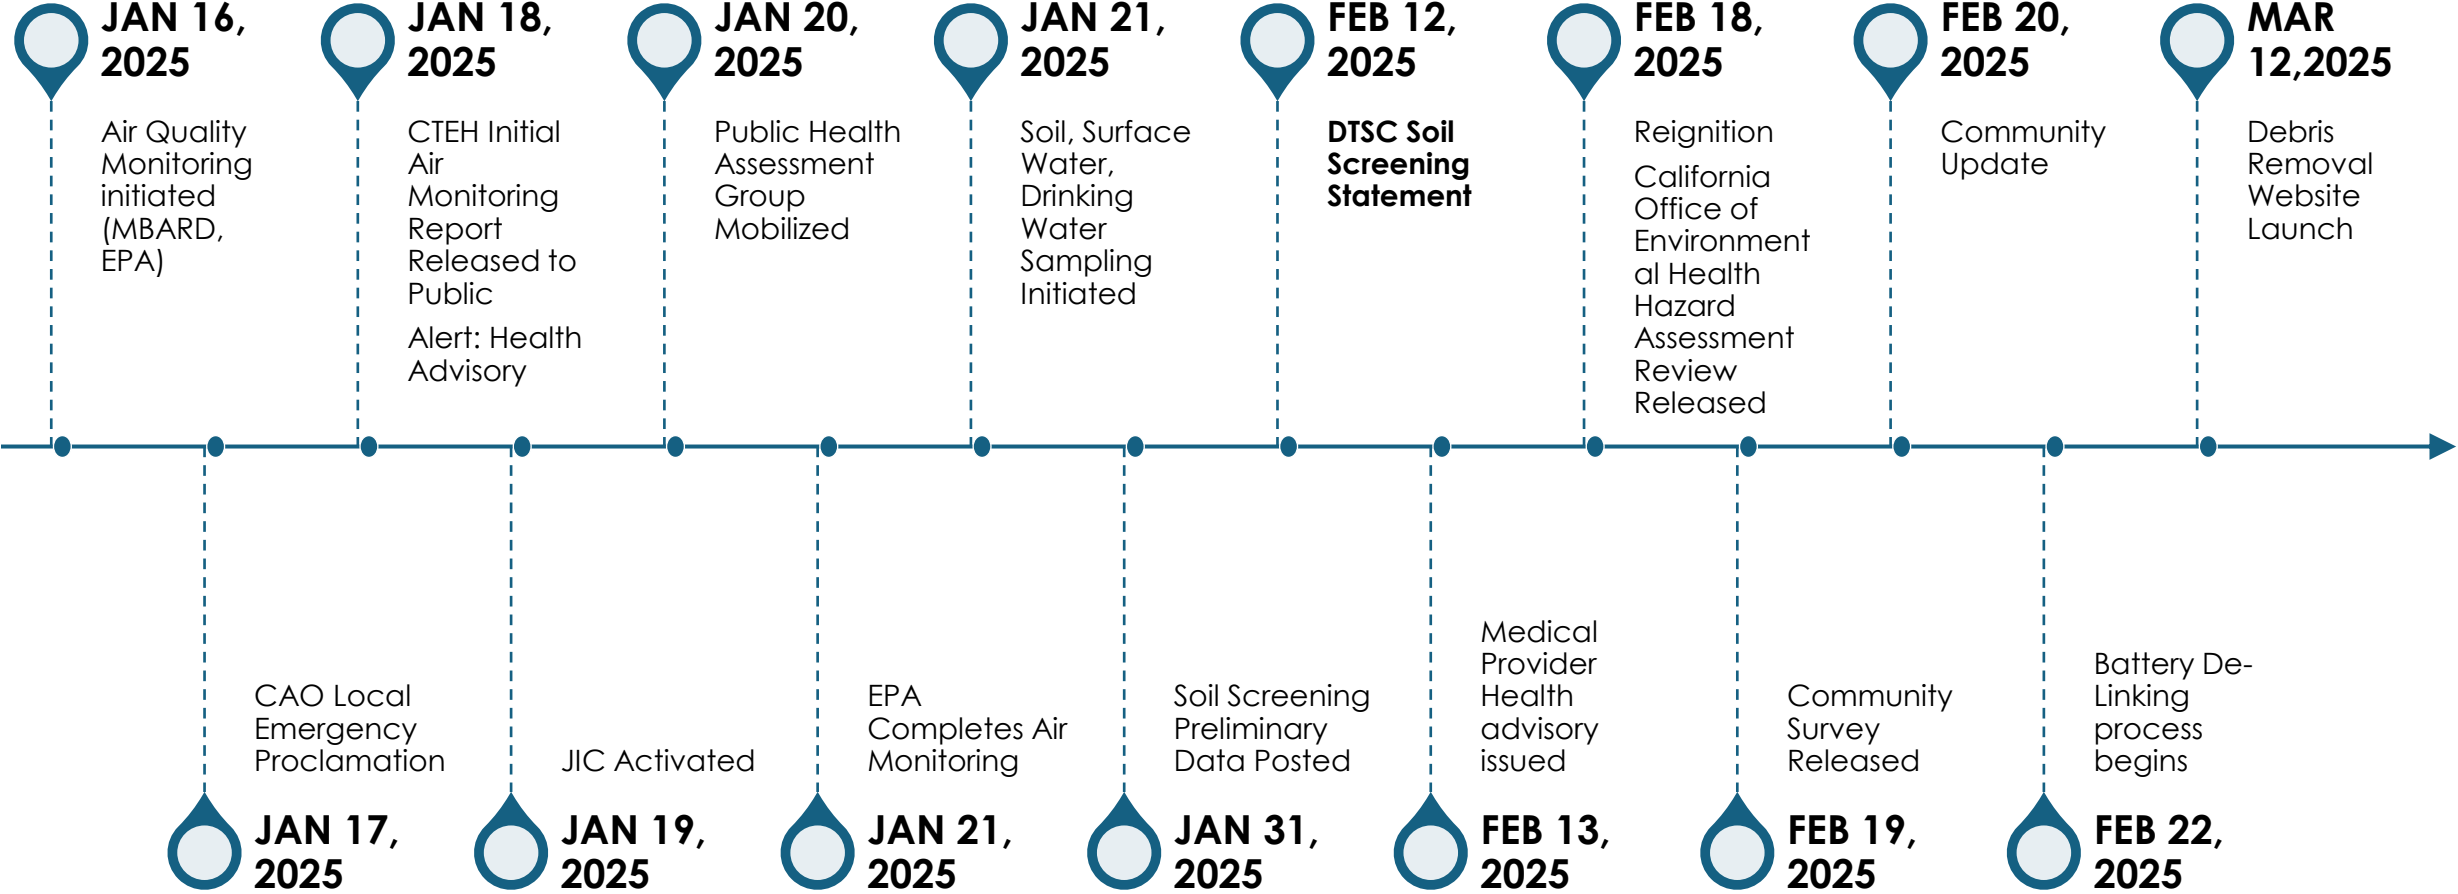 JAN 16,
2025
Air Quality
Monitoring
initiated
(MBARD,
EPA)
JAN 18,
2025
CTEH Initial
Air
Monitoring
Report
Released to
Public
Alert: Health
Advisory
JAN 20,
2025
Public Health
Assessment
Group
Mobilized
JAN 21,
2025
Soil, Surface
Water,
Drinking
Water
Sampling
Initiated
FEB 12,
2025
DTSC Soil
Screening
Statement
FEB 18,
2025
Reignition
California
Office of
Environment
al Health
Hazard
Assessment
Review
Released
FEB 20,
2025
Community
Update
MAR
12,2025
Debris
Removal
Website
Launch
CAO Local
Emergency
Proclamation
JAN 17,
2025
JIC Activated
JAN 19,
2025
EPA
Completes Air
Monitoring
JAN 21,
2025
Soil Screening
Preliminary
Data Posted
JAN 31,
2025
Medical
Provider
Health
advisory
issued
FEB 13,
2025
Community
Survey
Released
FEB 19,
2025
Battery De-
Linking
process
begins
FEB 22,
2025